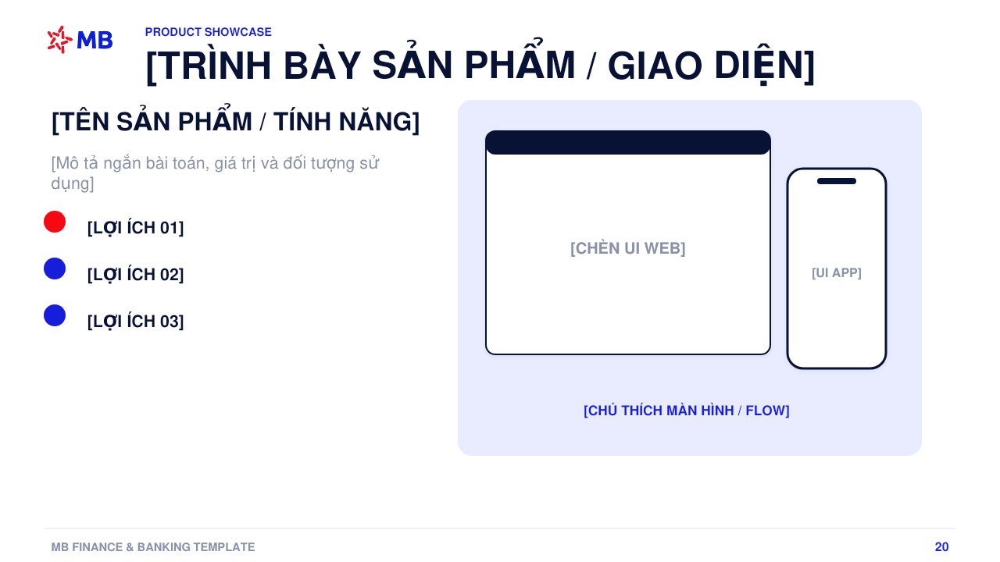 MB
PRODUCT SHOWCASE
[TRÌNH BÀY SẢN PHẨM / GIAO DIỆN]
[TÊN SẢN PHẨM / TÍNH NĂNG]
[Mô tả ngắn bài toán, giá trị và đối tượng sử
dụng]
[LỢI ÍCH 01]
[LỢI ÍCH 02]
[LỢI ÍCH 03]
[CHÈN UI WEB]
[UI APP]
[CHÚ THÍCH MÀN HÌNH / FLOW]
MB FINANCE & BANKING TEMPLATE
20